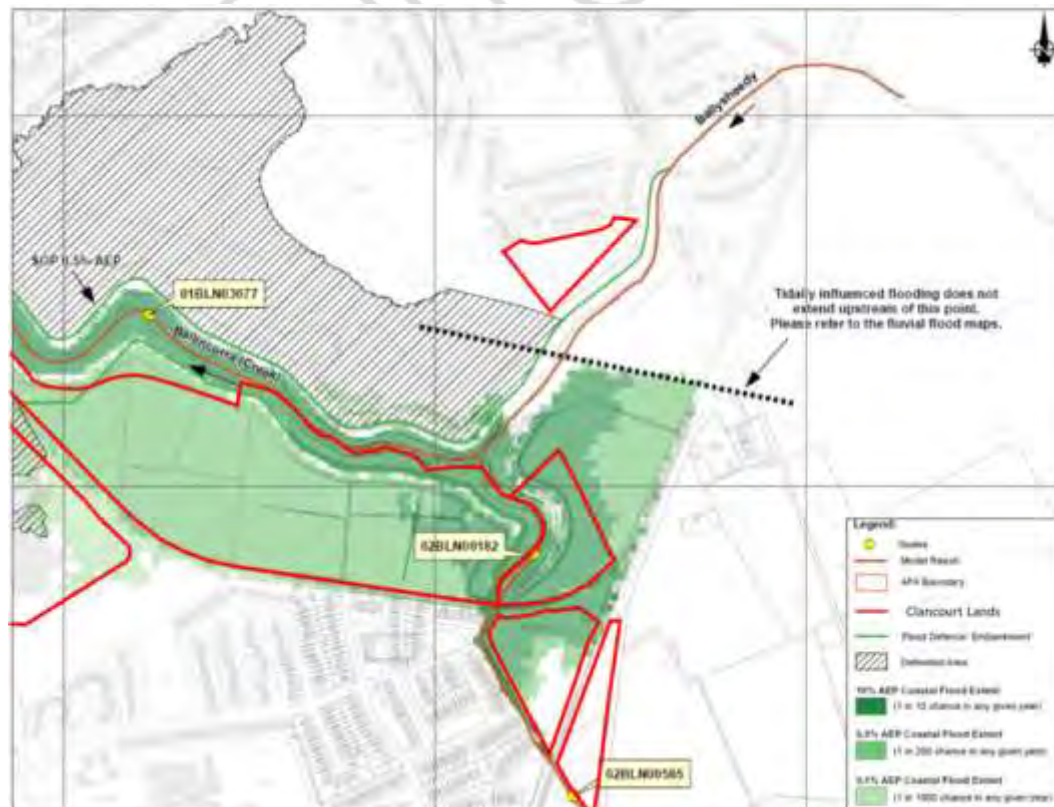 N
Ballysheedy
SOP 0.5% AEP
01BLN03077
Ballinacurra (Creek)
Tidally influenced flooding does not
extend upstream of this point.
Please refer to the fluvial flood maps.
02BLN00182
02BLN00565
Legend:
Nodes
Model Reach
AFA Boundary
Clancourt Lands
Flood Defence: Embankment
Defended Area
10% AEP Coastal Flood Extent
(1 in 10 chance in any given year)
0.5% AEP Coastal Flood Extent
(1 in 200 chance in any given year)
0.1% AEP Coastal Flood Extent
(1 in 1000 chance in any given year)